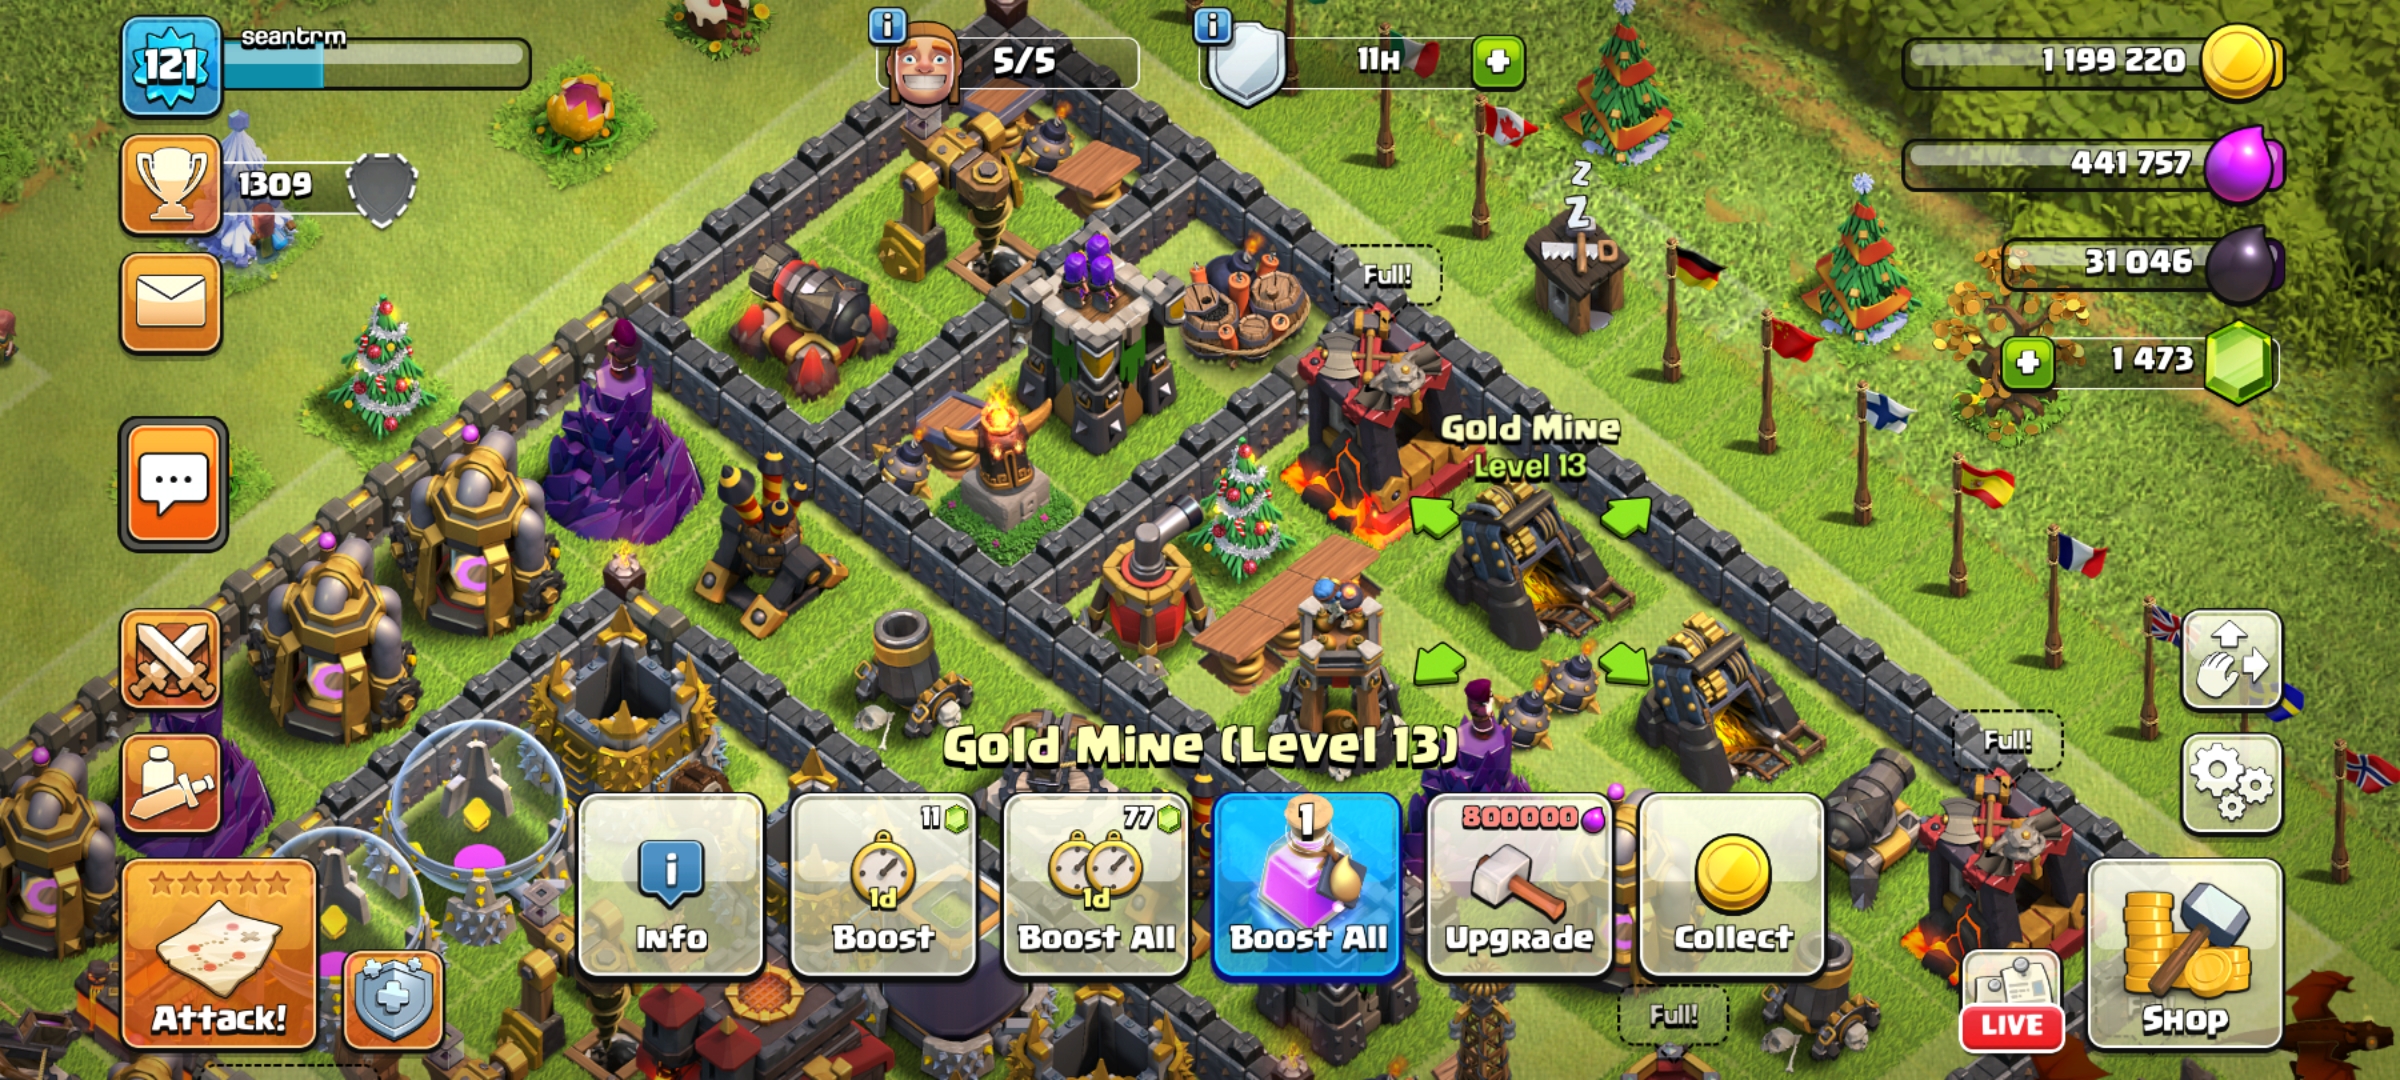 121
seantrm
5/5
11H
1 199 220
1309
441 757
31 046
1 473
Z
Z
Full!
Gold Mine
Level 13
Gold Mine (Level 13)
Full!
Info
11
1d
Boost
77
1d
Boost All
1
Boost All
800000
Upgrade
Collect
Attack!
Full!
LIVE
Shop